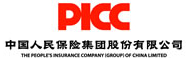 PICC
中国人民保险集团股份有限公司
THE PEOPLE'S INSURANCE COMPANY (GROUP) OF CHINA LIMITED